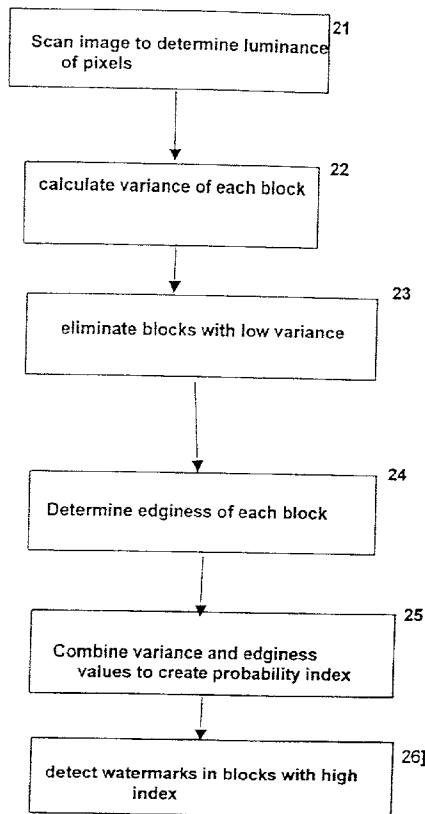 21
Scan image to determine luminance
of pixels
22
calculate variance of each block
23
eliminate blocks with low variance
24
Determine edginess of each block
25
Combine variance and edginess
values to create probability index
26]
detect watermarks in blocks with high
index